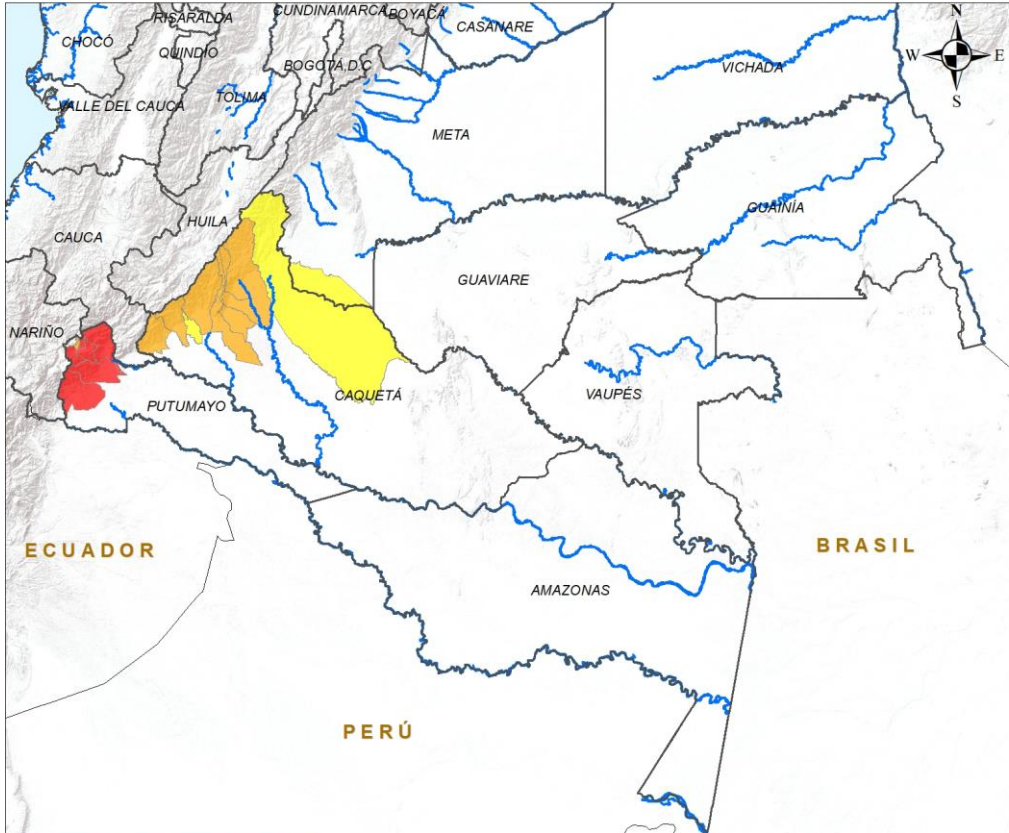 RISARALDA
CUNDINAMARCA
BOYACÁ
CASANARE
CHOCÓ
QUINDÍO
BOGOTÁ D.C
VICHADA
N
W
E
S
VALLE DEL CAUCA
TOLIMA
META
HUILA
GUAINÍA
CAUCA
GUAVIARE
NARIÑO
PUTUMAYO
CAQUETÁ
VAUPÉS
ECUADOR
BRASIL
AMAZONAS
PERÚ